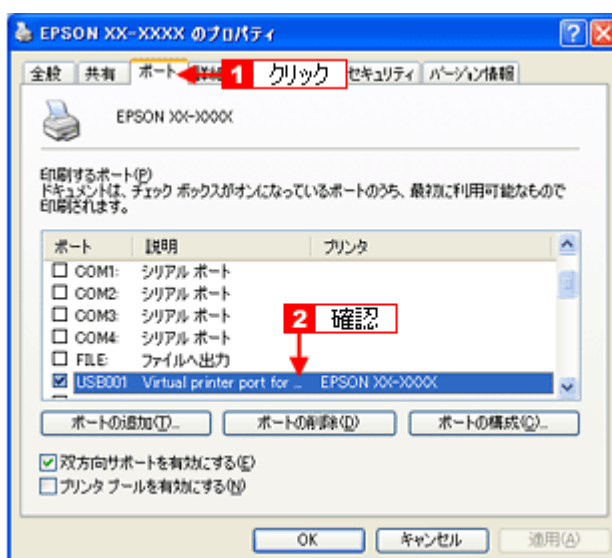 EPSON XX-XXXX のプロパティ
全般 共有 ポート 1 クリック セキュリティ バージョン情報
EPSON XX-XXXX
印刷するポート(P)
ドキュメントは、チェック ボックスがオンになっているポートのうち、最初に利用可能なもので
印刷されます。
ポート 説明 プリンタ
COM1: シリアル ポート
COM2: シリアル ポート
COM3: シリアル ポート
COM4: シリアル ポート
2 確認
FILE: ファイルへ出力
USB001 Virtual printer port for ... EPSON XX-XXXX
ポートの追加(T)... ポートの削除(D) ポートの構成(C)...
双方向サポートを有効にする(E)
プリンタ プールを有効にする(N)
OK キャンセル 適用(A)